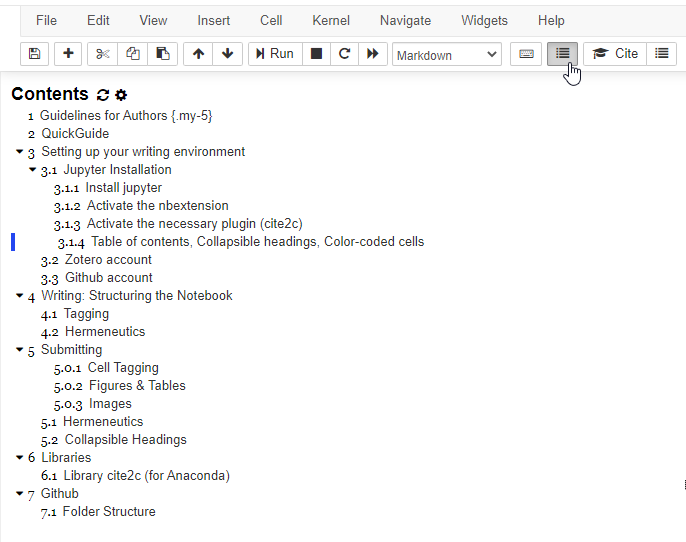 File Edit View Insert Cell Kernel Navigate Widgets Help
Run Markdown Cite
Contents
1 Guidelines for Authors {.my-5}
2 QuickGuide
3 Setting up your writing environment
3.1 Jupyter Installation
3.1.1 Install jupyter
3.1.2 Activate the nbextension
3.1.3 Activate the necessary plugin (cite2c)
3.1.4 Table of contents, Collapsible headings, Color-coded cells
3.2 Zotero account
3.3 Github account
4 Writing: Structuring the Notebook
4.1 Tagging
4.2 Hermeneutics
5 Submitting
5.0.1 Cell Tagging
5.0.2 Figures & Tables
5.0.3 Images
5.1 Hermeneutics
5.2 Collapsible Headings
6 Libraries
6.1 Library cite2c (for Anaconda)
7 Github
7.1 Folder Structure